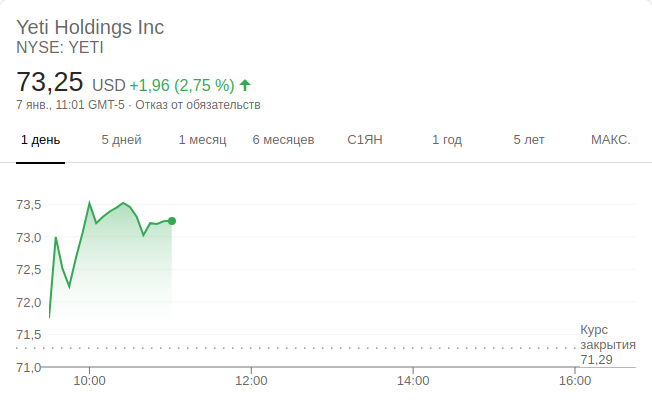 Yeti Holdings Inc
NYSE: YETI
73,25 USD +1,96 (2,75 %)
7 янв., 11:01 GMT-5 · Отказ от обязательств
1 день 5 дней 1 месяц 6 месяцев С1ЯН 1 год 5 лет МАКС.
73,5
73,0
72,5
72,0
71,5
71,0
Курс
закрытия
71,29
10:00 12:00 14:00 16:00